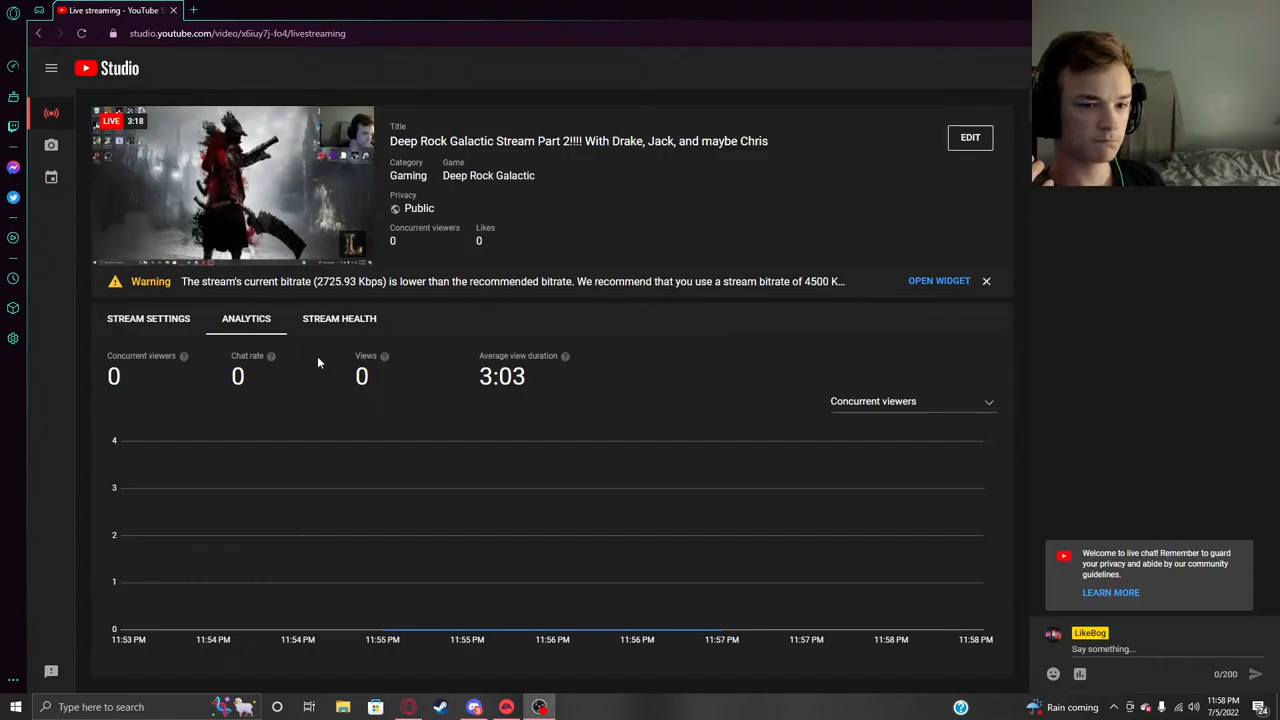 Live streaming - YouTube S
studio.youtube.com/video/x6iuy7j-fo4/livestreaming
Studio
LIVE 3:18
Title
Deep Rock Galactic Stream Part 2!!!! With Drake, Jack, and maybe Chris
EDIT
Category Game
Gaming Deep Rock Galactic
Privacy
Public
Concurrent viewers Likes
0 0
Warning The stream's current bitrate (2725.93 Kbps) is lower than the recommended bitrate. We recommend that you use a stream bitrate of 4500 K... OPEN WIDGET
STREAM SETTINGS ANALYTICS STREAM HEALTH
Concurrent viewers Chat rate Views Average view duration
0 0 0 3:03
Concurrent viewers
4
3
2
1
0
11:53 PM 11:54 PM 11:54 PM 11:55 PM 11:55 PM 11:56 PM 11:56 PM 11:57 PM 11:57 PM 11:58 PM 11:58 PM
Welcome to live chat! Remember to guard
your privacy and abide by our community
guidelines.
LEARN MORE
LikeBog
Say something...
0/200
Type here to search
Rain coming
11:58 PM
7/5/2022
24